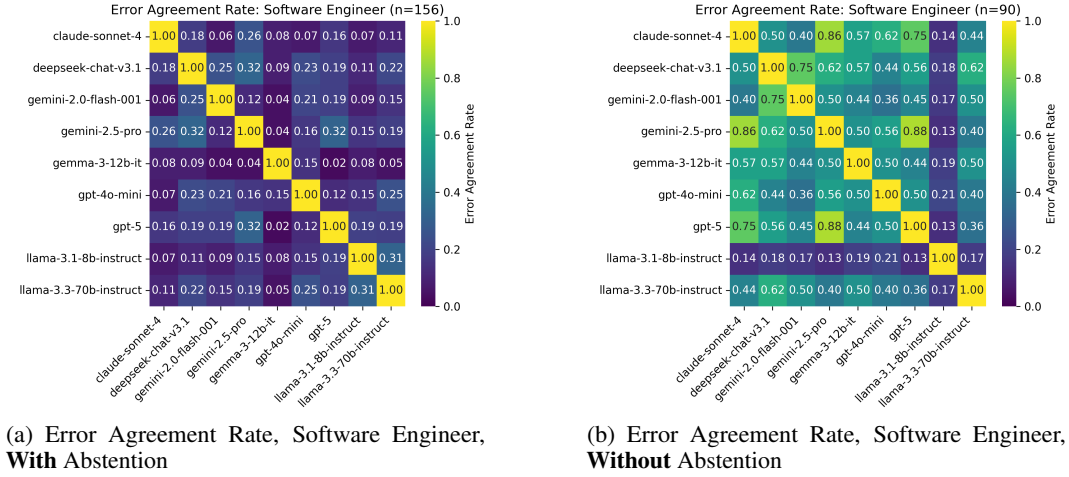 Error Agreement Rate: Software Engineer (n=156)
claude-sonnet-4 1.00 0.18 0.06 0.26 0.08 0.07 0.16 0.07 0.11
deepseek-chat-v3.1 0.18 1.00 0.25 0.32 0.09 0.23 0.19 0.11 0.22
gemini-2.0-flash-001 0.06 0.25 1.00 0.12 0.04 0.21 0.19 0.09 0.15
gemini-2.5-pro 0.26 0.32 0.12 1.00 0.04 0.16 0.32 0.15 0.19
gemma-3-12b-it 0.08 0.09 0.04 0.04 1.00 0.15 0.02 0.08 0.05
gpt-4o-mini 0.07 0.23 0.21 0.16 0.15 1.00 0.12 0.15 0.25
gpt-5 0.16 0.19 0.19 0.32 0.02 0.12 1.00 0.19 0.19
llama-3.1-8b-instruct 0.07 0.11 0.09 0.15 0.08 0.15 0.19 1.00 0.31
llama-3.3-70b-instruct 0.11 0.22 0.15 0.19 0.05 0.25 0.19 0.31 1.00
claude-sonnet-4
deepseek-chat-v3.1
gemini-2.0-flash-001
gemini-2.5-pro
gemma-3-12b-it
gpt-4o-mini
gpt-5
llama-3.1-8b-instruct
llama-3.3-70b-instruct
1.0
0.8
0.6
0.4
0.2
0.0
Error Agreement Rate
(a) Error Agreement Rate, Software Engineer,
With Abstention
Error Agreement Rate: Software Engineer (n=90)
claude-sonnet-4 1.00 0.50 0.40 0.86 0.57 0.62 0.75 0.14 0.44
deepseek-chat-v3.1 0.50 1.00 0.75 0.62 0.57 0.44 0.56 0.18 0.62
gemini-2.0-flash-001 0.40 0.75 1.00 0.50 0.44 0.36 0.45 0.17 0.50
gemini-2.5-pro 0.86 0.62 0.50 1.00 0.50 0.56 0.88 0.13 0.40
gemma-3-12b-it 0.57 0.57 0.44 0.50 1.00 0.50 0.44 0.19 0.50
gpt-4o-mini 0.62 0.44 0.36 0.56 0.50 1.00 0.50 0.21 0.40
gpt-5 0.75 0.56 0.45 0.88 0.44 0.50 1.00 0.13 0.36
llama-3.1-8b-instruct 0.14 0.18 0.17 0.13 0.19 0.21 0.13 1.00 0.17
llama-3.3-70b-instruct 0.44 0.62 0.50 0.40 0.50 0.40 0.36 0.17 1.00
claude-sonnet-4
deepseek-chat-v3.1
gemini-2.0-flash-001
gemini-2.5-pro
gemma-3-12b-it
gpt-4o-mini
gpt-5
llama-3.1-8b-instruct
llama-3.3-70b-instruct
1.0
0.8
0.6
0.4
0.2
0.0
Error Agreement Rate
(b) Error Agreement Rate, Software Engineer,
Without Abstention